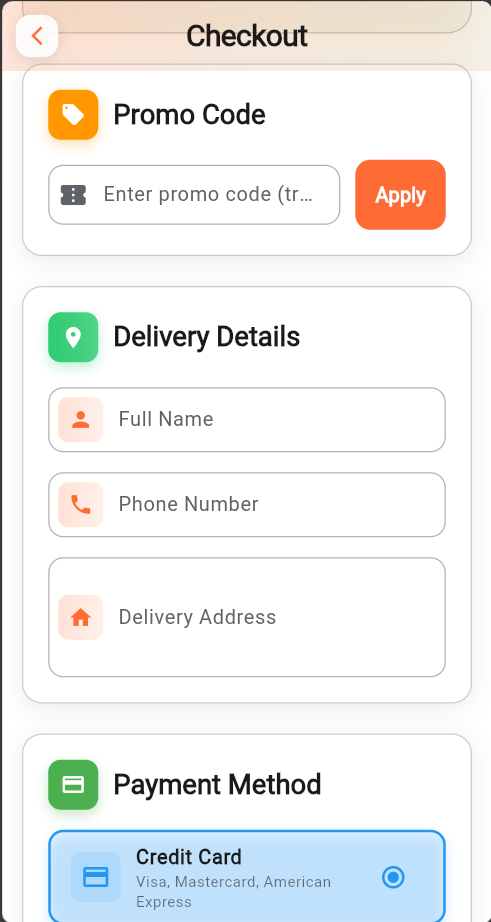 Checkout
Promo Code
Enter promo code (tr...
Apply
Delivery Details
Full Name
Phone Number
Delivery Address
Payment Method
Credit Card
Visa, Mastercard, American
Express